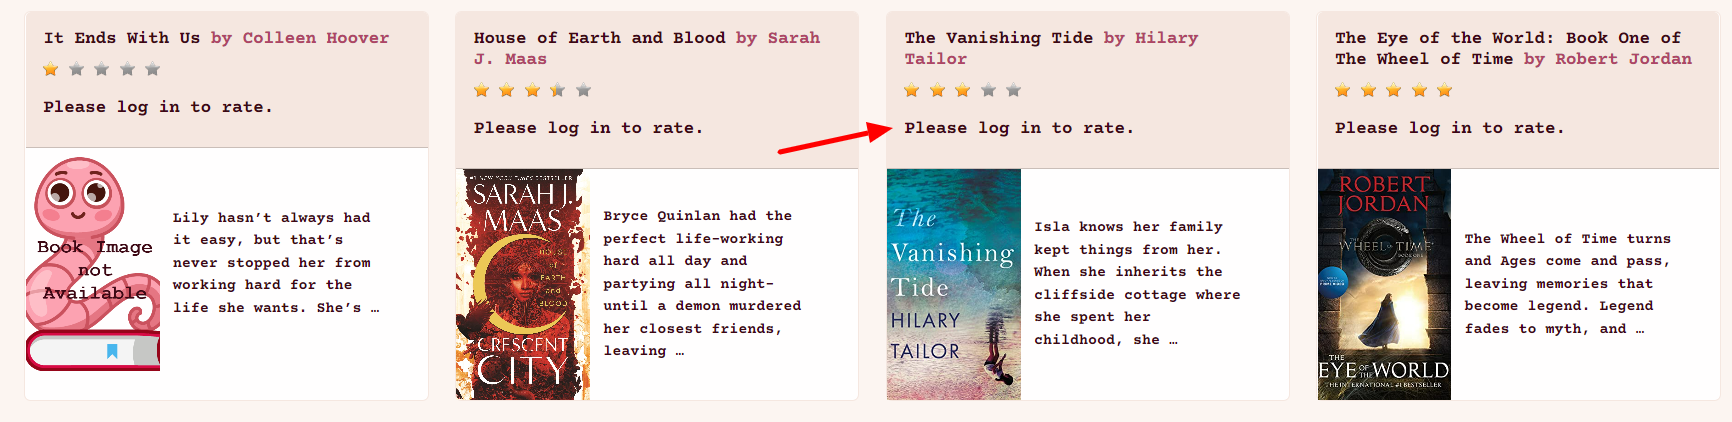 It Ends With Us by Colleen Hoover
Please log in to rate.
Book Image
not
Available
Lily hasn’t always had
it easy, but that’s
never stopped her from
working hard for the
life she wants. She’s …
House of Earth and Blood by Sarah
J. Maas
Please log in to rate.
#1 NEW YORK TIMES BESTSELLER
SARAH J.
MAAS
HOUSE
of
EARTH
and
BLOOD
CRESCENT
CITY
Bryce Quinlan had the
perfect life—working
hard all day and
partying all night—
until a demon murdered
her closest friends,
leaving …
The Vanishing Tide by Hilary
Tailor
Please log in to rate.
The
Vanishing
Tide
HILARY
TAILOR
Isla knows her family
kept things from her.
When she inherits the
cliffside cottage where
she spent her
childhood, she …
The Eye of the World: Book One of
The Wheel of Time by Robert Jordan
Please log in to rate.
ROBERT
JORDAN
THE
WHEEL OF TIME
BOOK ONE
THE
EYE OF THE WORLD
THE INTERNATIONAL #1 BESTSELLER
The Wheel of Time turns
and Ages come and pass,
leaving memories that
become legend. Legend
fades to myth, and …